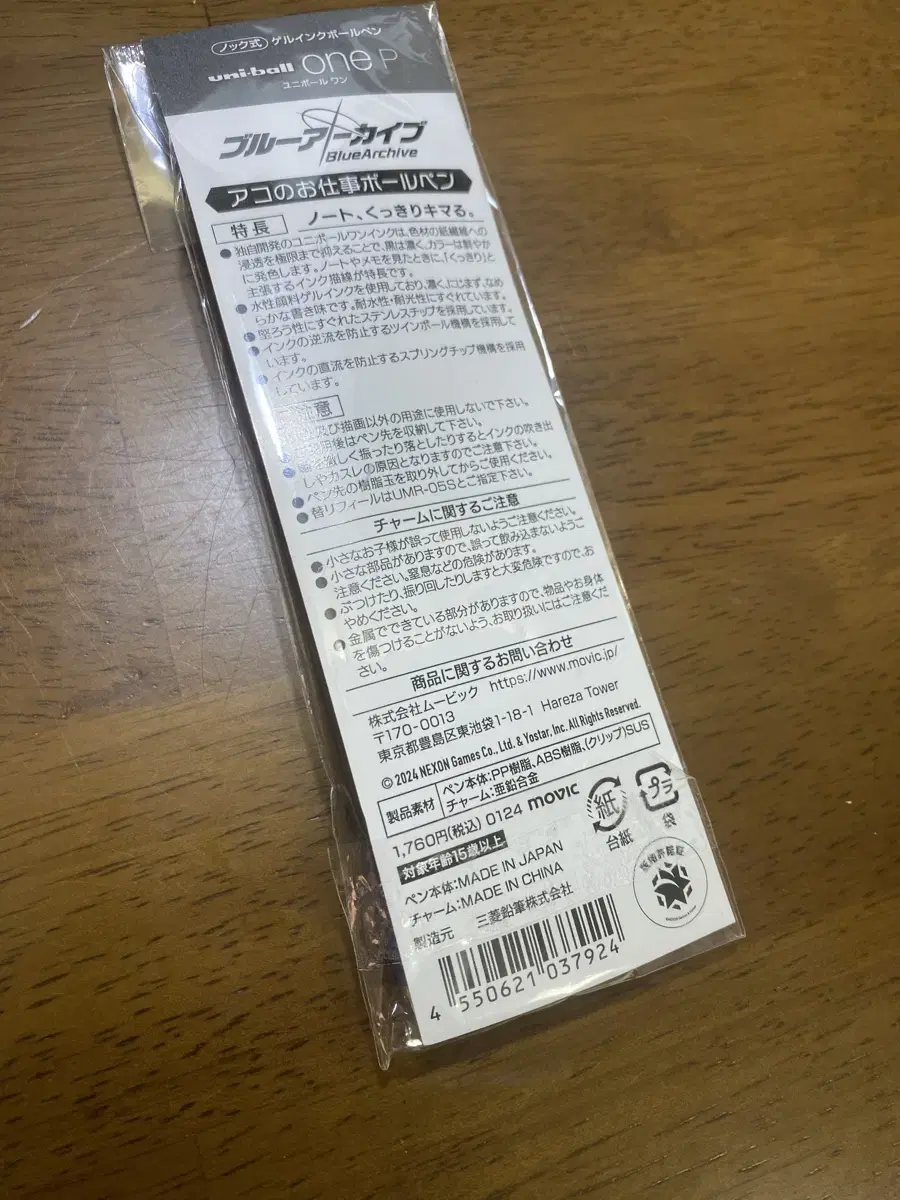 ノック式 ゲルインクボールペン
uni-ball one P
ユニボール ワン
ブルーアーカイブ
BlueArchive
アコのお仕事ボールペン
特長 ノート、くっきりキマる。
● 独自開発のユニボールワンインクは、色材の紙繊維への
浸透を極限まで抑えることで、黒は濃く、カラーは鮮やか
に発色します。ノートやメモを見たときに、「くっきり」と
主張するインク描線が特長です。
● 水性顔料ゲルインクを使用しており、濃く、にじまず、なめ
らかな書き味です。耐水性・耐光性にすぐれています。
● 堅ろう性にすぐれたステンレスチップを採用しています。
● インクの逆流を防止するツインボール機構を採用して
います。
● インクの直流を防止するスプリングチップ機構を採用
しています。
意
及び描画以外の用途に使用しないで下さい。
用後はペン先を収納して下さい。
しく振ったり落としたりするとインクの吹き出
しやカスレの原因となりますのでご注意下さい。
● ペン先の樹脂玉を取り外してからご使用ください。
● 替リフィールはUMR-05Sとご指定下さい。
チャームに関するご注意
● 小さなお子様が誤って使用しないようご注意ください。
● 小さな部品がありますので、誤って飲み込まないようご
注意ください。窒息などの危険があります。
● ぶつけたり、振り回したりしますと大変危険ですので、お
やめください。
● 金属でできている部分がありますので、物品やお身体
を傷つけることがないよう、お取り扱いにはご注意くだ
さい。
商品に関するお問い合わせ
株式会社ムービック https://www.movic.jp/
〒170-0013
東京都豊島区東池袋1-18-1 Hareza Tower
© 2024 NEXON Games Co., Ltd. & Yostar, Inc. All Rights Reserved.
製品素材 ペン本体:PP樹脂、ABS樹脂、(クリップ)SUS
チャーム:亜鉛合金
1,760円(税込) 0124 movic
紙 台紙
プラ 袋
対象年齢15歳以上
ペン本体:MADE IN JAPAN
チャーム:MADE IN CHINA
製造元 三菱鉛筆株式会社
4 550621 037924